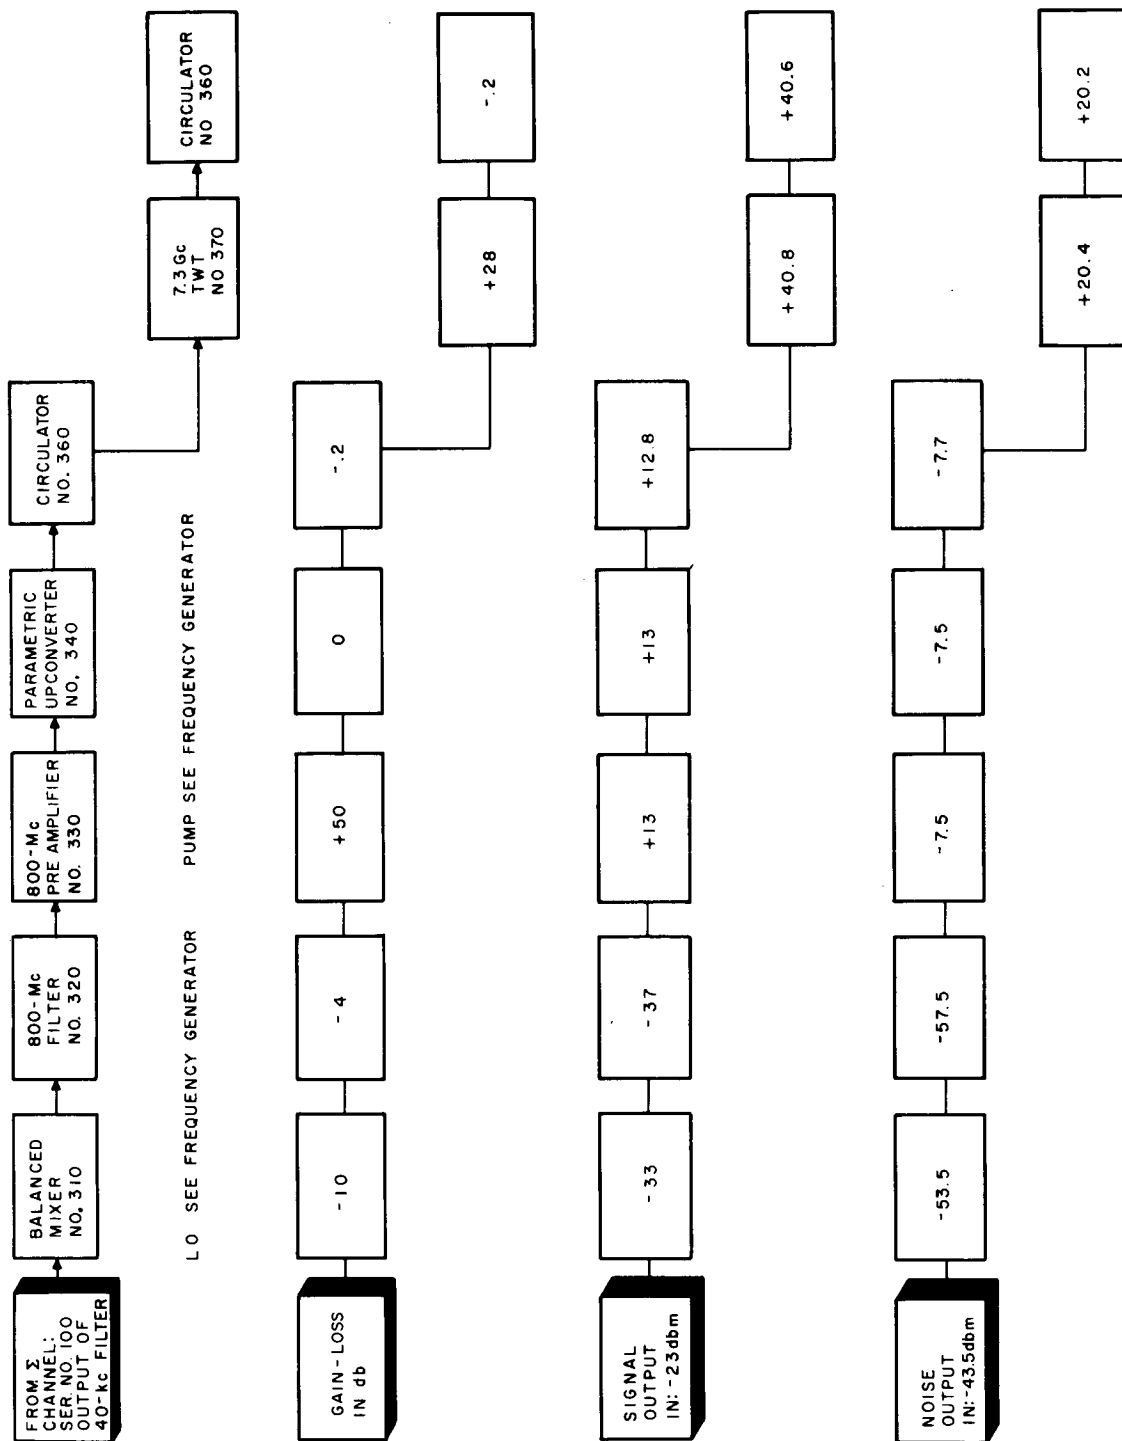 FROM Σ
CHANNEL:
SER. NO. 100
OUTPUT OF
40-kc FILTER
BALANCED
MIXER
NO. 310
800-Mc
FILTER
NO. 320
800-Mc
PRE AMPLIFIER
NO. 330
PARAMETRIC
UPCONVERTER
NO. 340
CIRCULATOR
NO. 360
7.3 Gc
TWT
NO 370
CIRCULATOR
NO 360
LO SEE FREQUENCY GENERATOR
PUMP SEE FREQUENCY GENERATOR
GAIN-LOSS
IN db
-10
-4
+50
0
-.2
+28
-.2
SIGNAL
OUTPUT
IN: -23dbm
-33
-37
+13
+13
+12.8
+40.8
+40.6
NOISE
OUTPUT
IN:-43.5dbm
-53.5
-57.5
-7.5
-7.5
-7.7
+20.4
+20.2